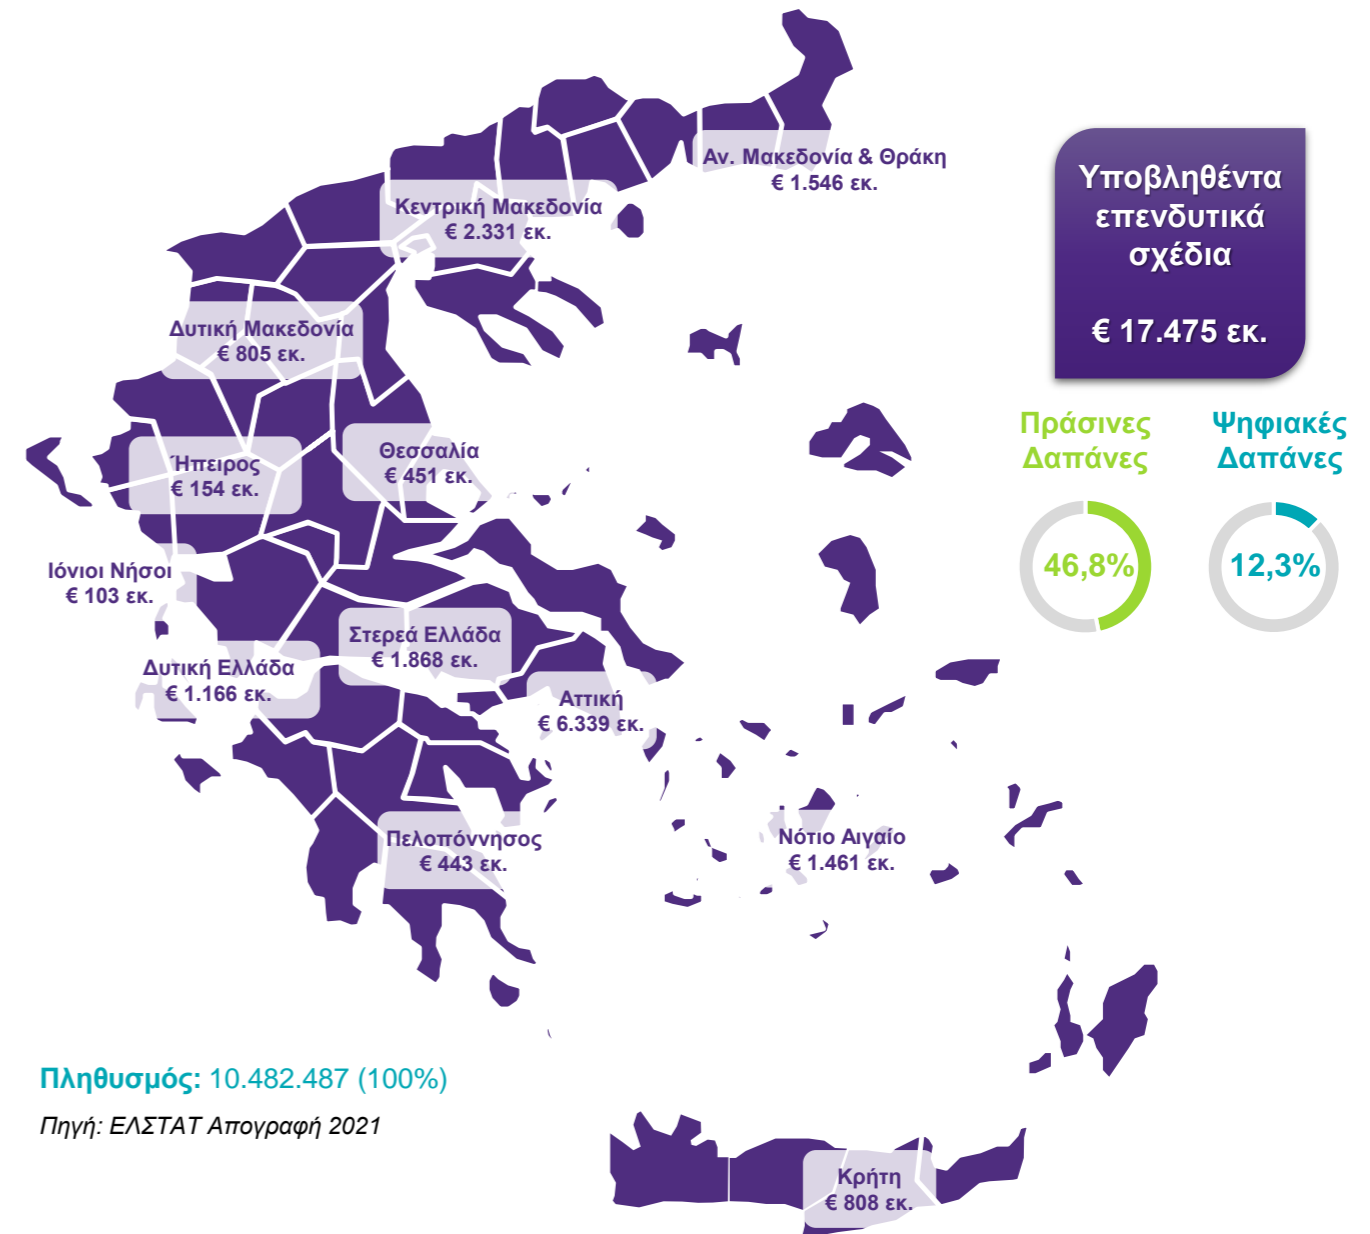 Αν. Μακεδονία & Θράκη
€ 1.546 εκ.
Κεντρική Μακεδονία
€ 2.331 εκ.
Δυτική Μακεδονία
€ 805 εκ.
Ήπειρος
€ 154 εκ.
Θεσσαλία
€ 451 εκ.
Ιόνιοι Νήσοι
€ 103 εκ.
Στερεά Ελλάδα
€ 1.868 εκ.
Δυτική Ελλάδα
€ 1.166 εκ.
Αττική
€ 6.339 εκ.
Πελοπόννησος
€ 443 εκ.
Νότιο Αιγαίο
€ 1.461 εκ.
Κρήτη
€ 808 εκ.
Υποβληθέντα
επενδυτικά
σχέδια
€ 17.475 εκ.
Πράσινες
Δαπάνες
46,8%
Ψηφιακές
Δαπάνες
12,3%
Πληθυσμός: 10.482.487 (100%)
Πηγή: ΕΛΣΤΑΤ Απογραφή 2021